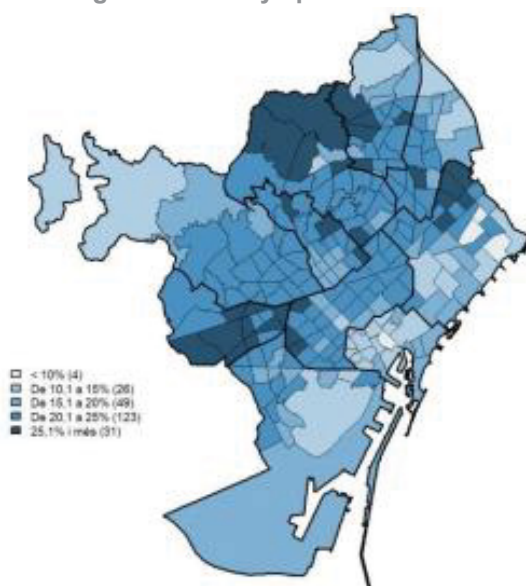 < 10% (4)
De 10,1 a 15% (26)
De 15,1 a 20% (49)
De 20,1 a 25% (123)
25,1% i més (31)